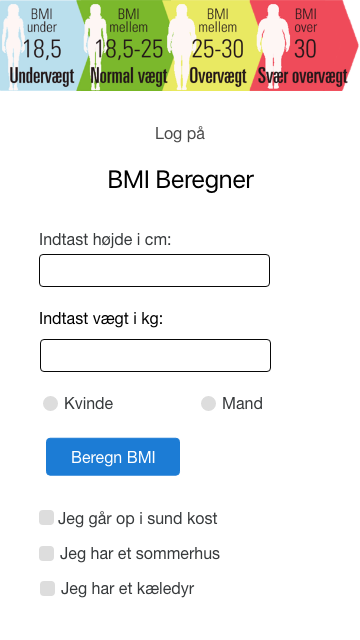 BMI under 18,5 Undervægt
BMI mellem 18,5-25 Normal vægt
BMI mellem 25-30 Overvægt
BMI over 30 Svær overvægt
Log på
BMI Beregner
Indtast højde i cm:
Indtast vægt i kg:
Kvinde Mand
Beregn BMI
Jeg går op i sund kost
Jeg har et sommerhus
Jeg har et kæledyr